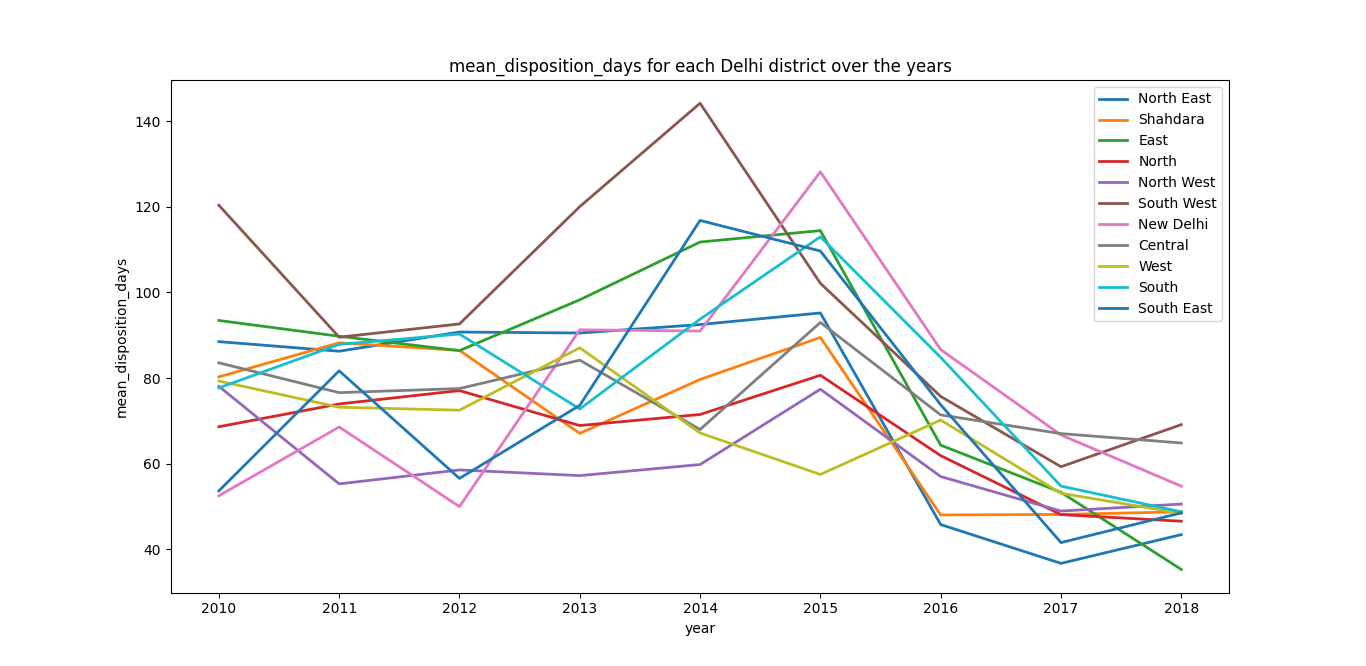 mean_disposition_days for each Delhi district over the years
mean_disposition_days
140
120
100
80
60
40
North East
Shahdara
East
North
North West
South West
New Delhi
Central
West
South
South East
2010 2011 2012 2013 2014 2015 2016 2017 2018
year